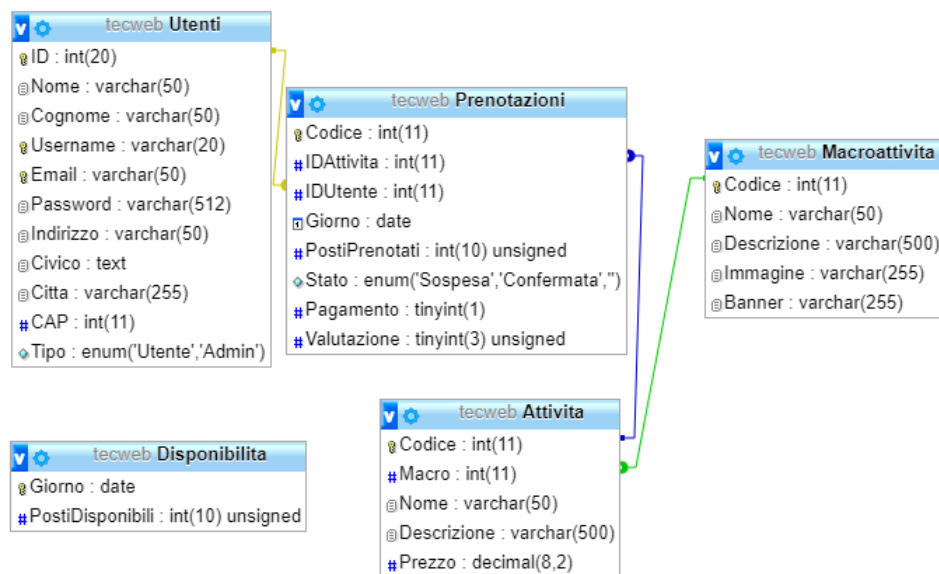 tecweb Utenti
ID : int(20)
Nome : varchar(50)
Cognome : varchar(50)
Username : varchar(20)
Email : varchar(50)
Password : varchar(512)
Indirizzo : varchar(50)
Civico : text
Citta : varchar(255)
# CAP : int(11)
Tipo : enum('Utente','Admin')
tecweb Prenotazioni
Codice : int(11)
# IDAttivita : int(11)
# IDUtente : int(11)
Giorno : date
# PostiPrenotati : int(10) unsigned
Stato : enum('Sospesa','Confermata','')
# Pagamento : tinyint(1)
# Valutazione : tinyint(3) unsigned
tecweb Macroattivita
Codice : int(11)
Nome : varchar(50)
Descrizione : varchar(500)
Immagine : varchar(255)
Banner : varchar(255)
tecweb Disponibilita
Giorno : date
# PostiDisponibili : int(10) unsigned
tecweb Attivita
Codice : int(11)
# Macro : int(11)
Nome : varchar(50)
Descrizione : varchar(500)
# Prezzo : decimal(8,2)